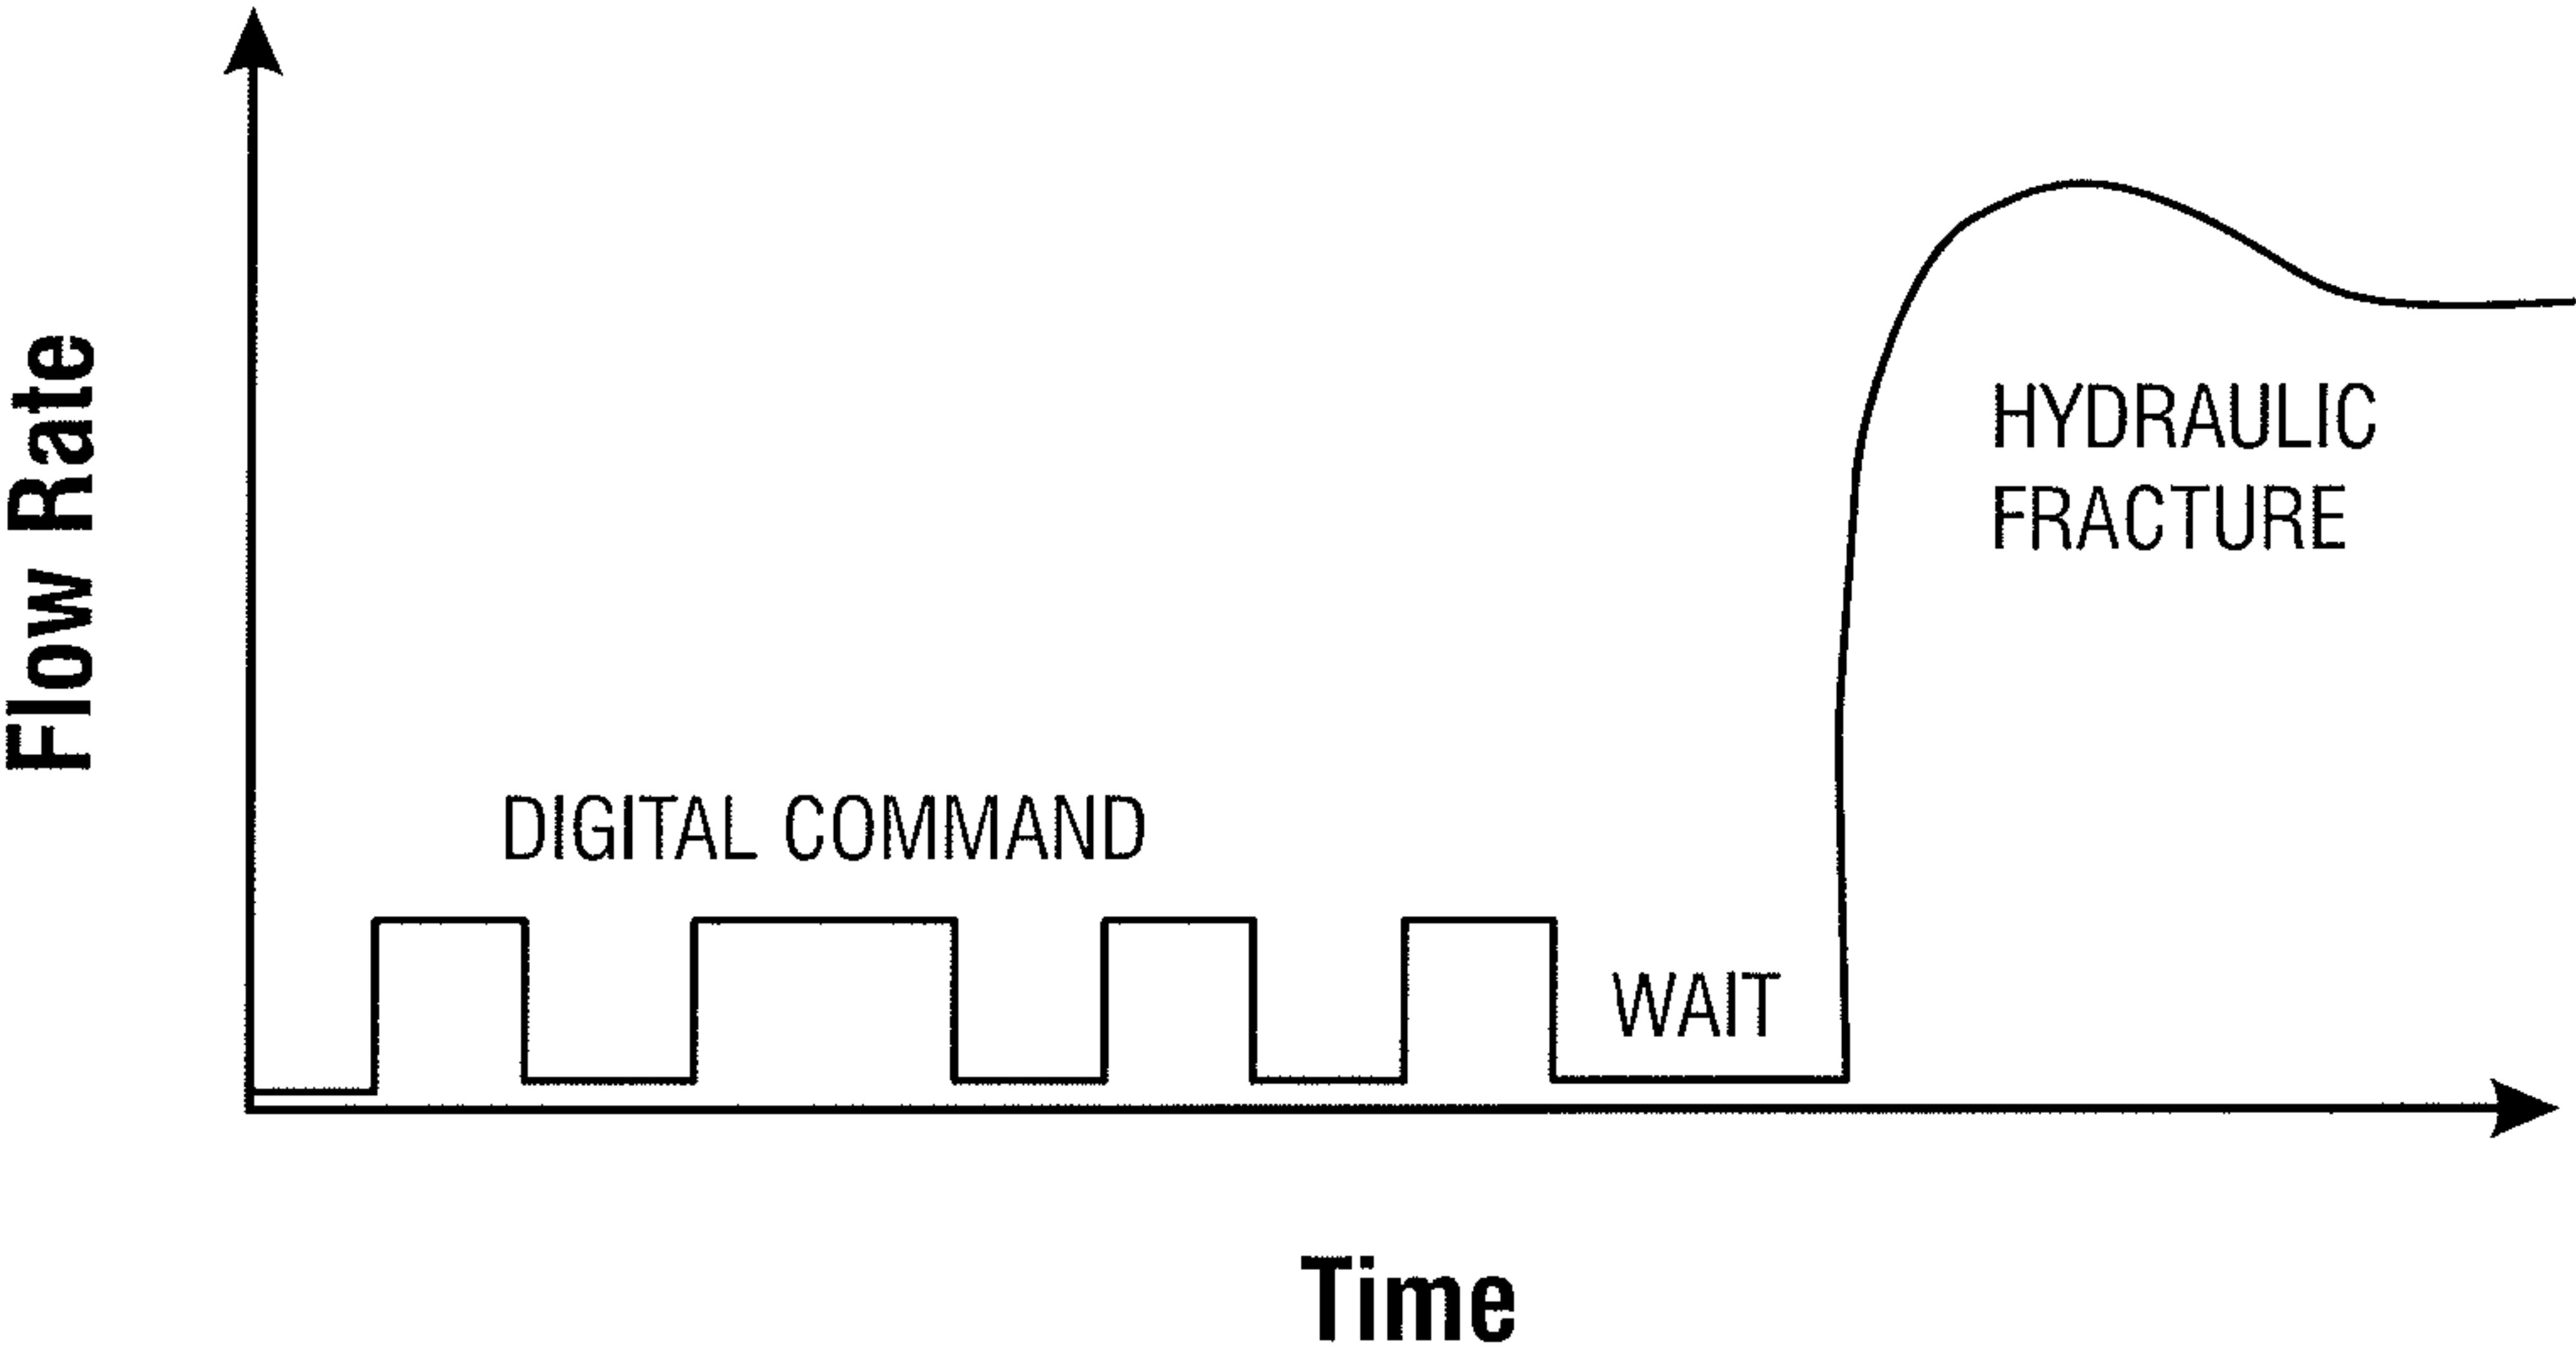 Flow Rate
HYDRAULIC
FRACTURE
DIGITAL COMMAND
WAIT
Time